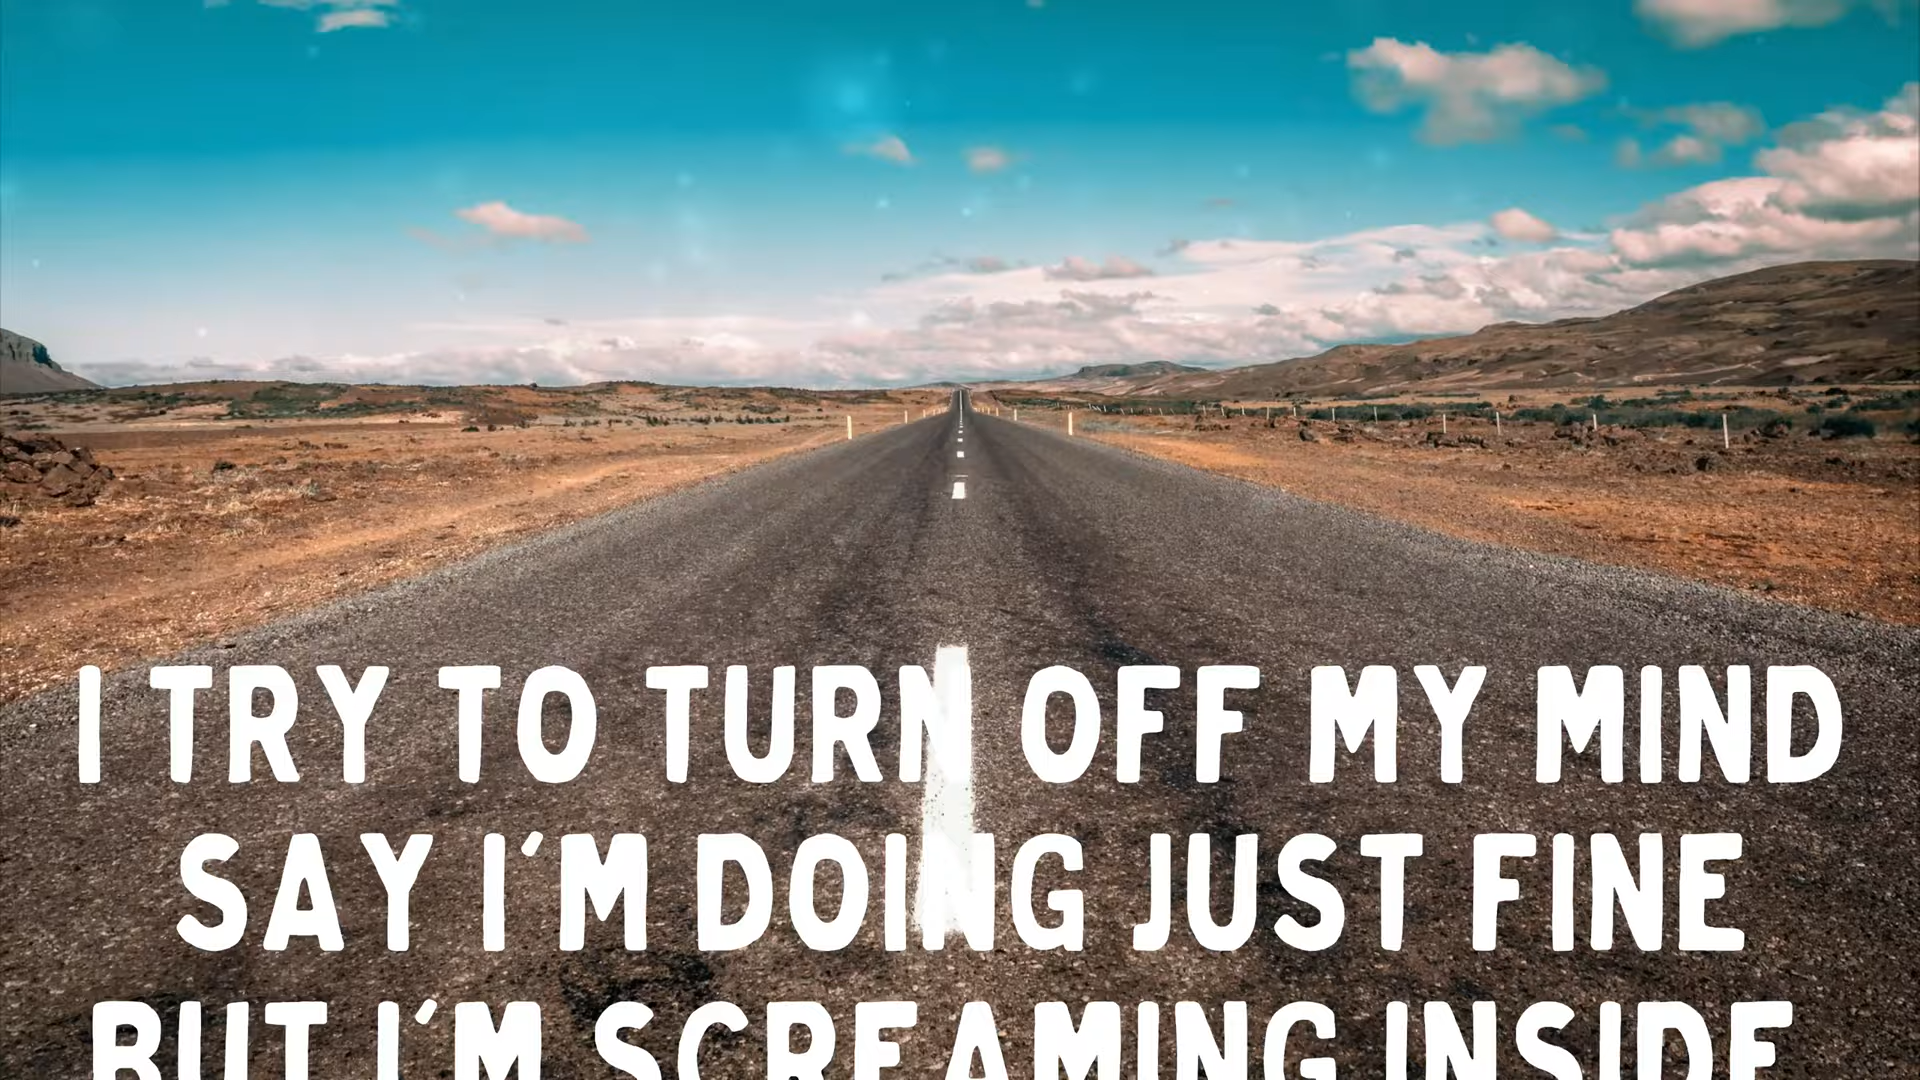 I TRY TO TURN OFF MY MIND
SAY I'M DOING JUST FINE
BUT I'M SCREAMING INSIDE